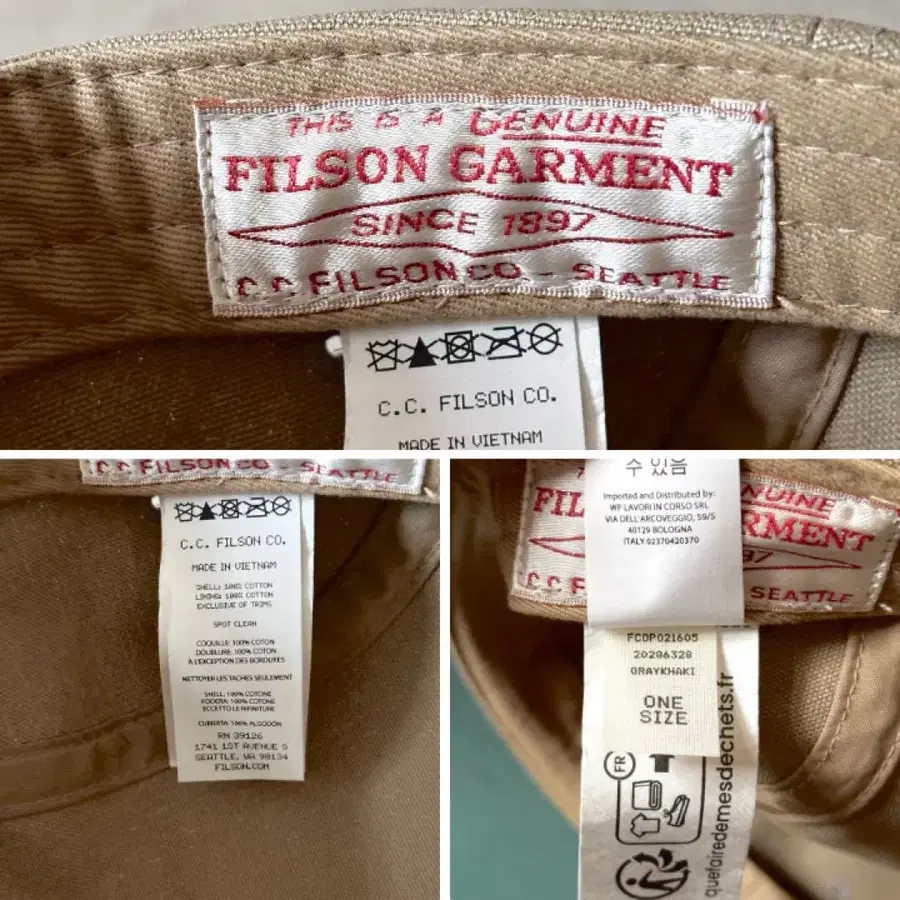 THIS IS A GENUINE
FILSON GARMENT
SINCE 1897
C.C. FILSON CO - SEATTLE
C.C. FILSON CO.
MADE IN VIETNAM
C.C. FILSON CO - SEATTLE
C.C. FILSON CO.
MADE IN VIETNAM
SHELL: 100% COTTON
LINING: 100% COTTON
EXCLUSIVE OF TRIMS
SPOT CLEAN
COQUILLE: 100% COTON
DOUBLURE: 100% COTON
A L'EXCEPTION DES BORDURES
NETTOYER LES TACHES SEULEMENT
SHELL: 100% COTONE
FODERA: 100% COTONE
ECCETTO LE RIFINITURE
CUBIERTA: 100% ALGODÓN
RN 39126
1741 1ST AVENUE S
SEATTLE, WA 98134
FILSON.COM
수 있음
Imported and Distributed by:
WP LAVORI IN CORSO SRL
VIA DELL'ARCOVEGGIO, 59/5
40129 BOLOGNA
ITALY 02370420370
NUINE
FIL
RMENT
97
C.C. F
SEATTLE
FCOP021605
20286328
GRAYKHAKI
ONE
SIZE
FR
quefairedemesdechets.fr